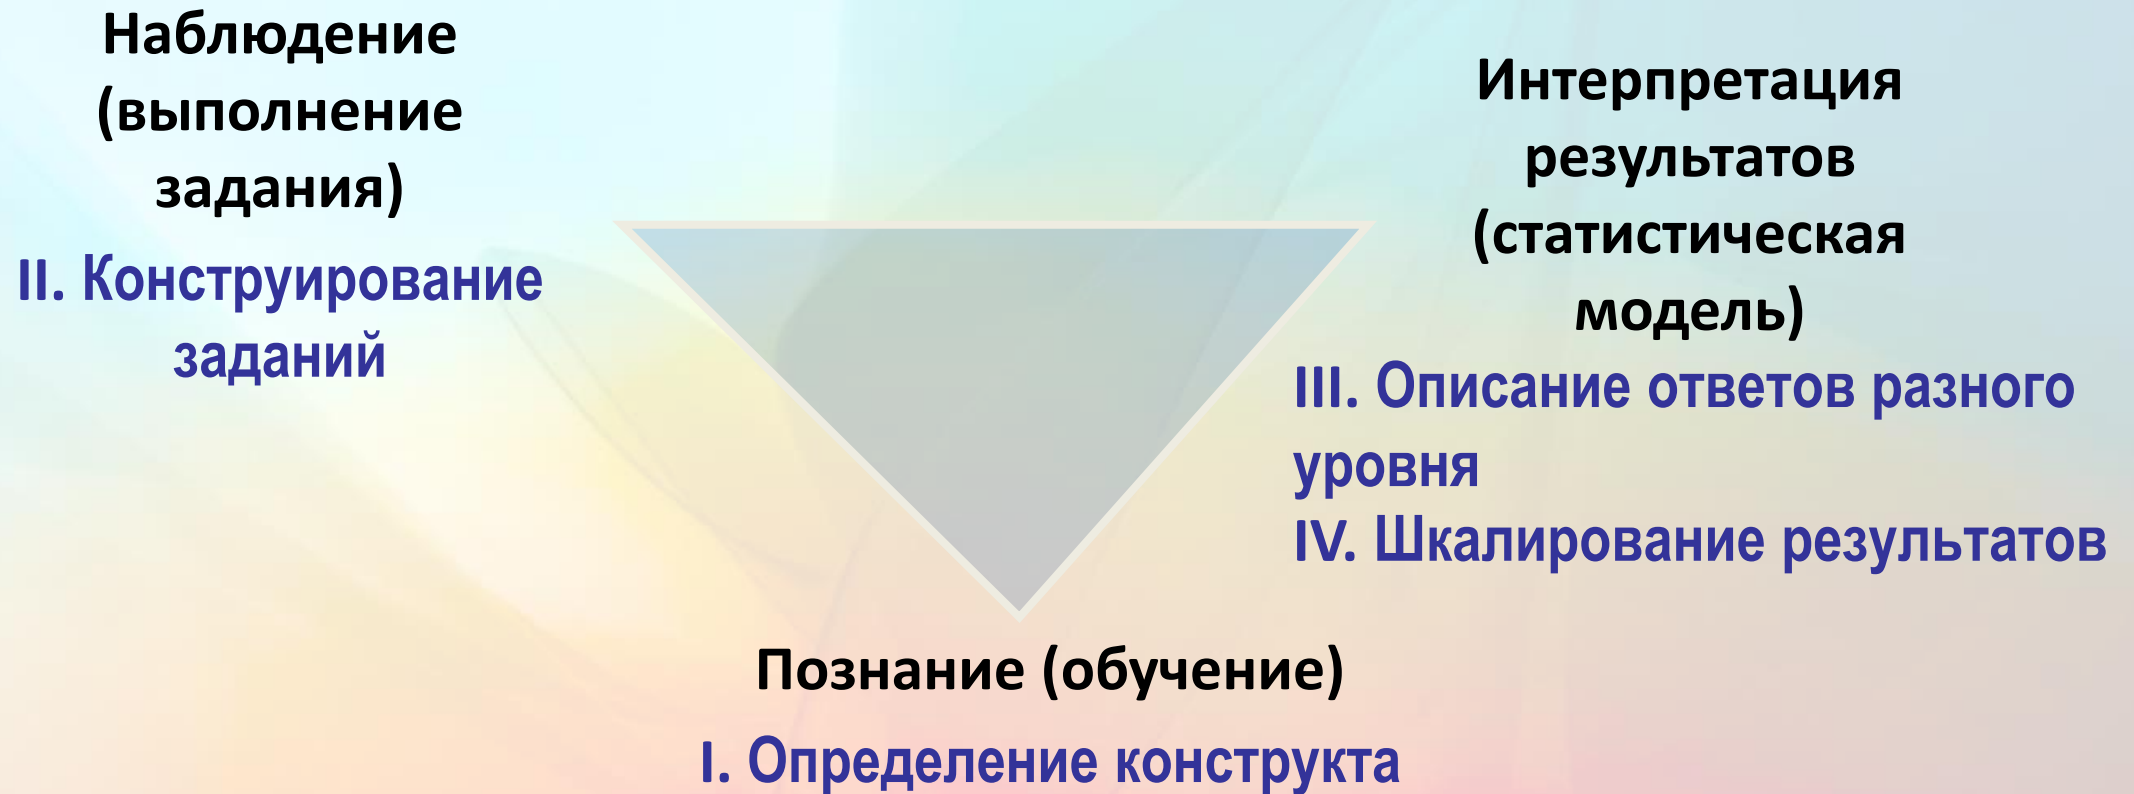 Наблюдение
(выполнение
задания)
II. Конструирование
заданий
Интерпретация
результатов
(статистическая
модель)
III. Описание ответов разного
уровня
IV. Шкалирование результатов
Познание (обучение)
I. Определение конструкта